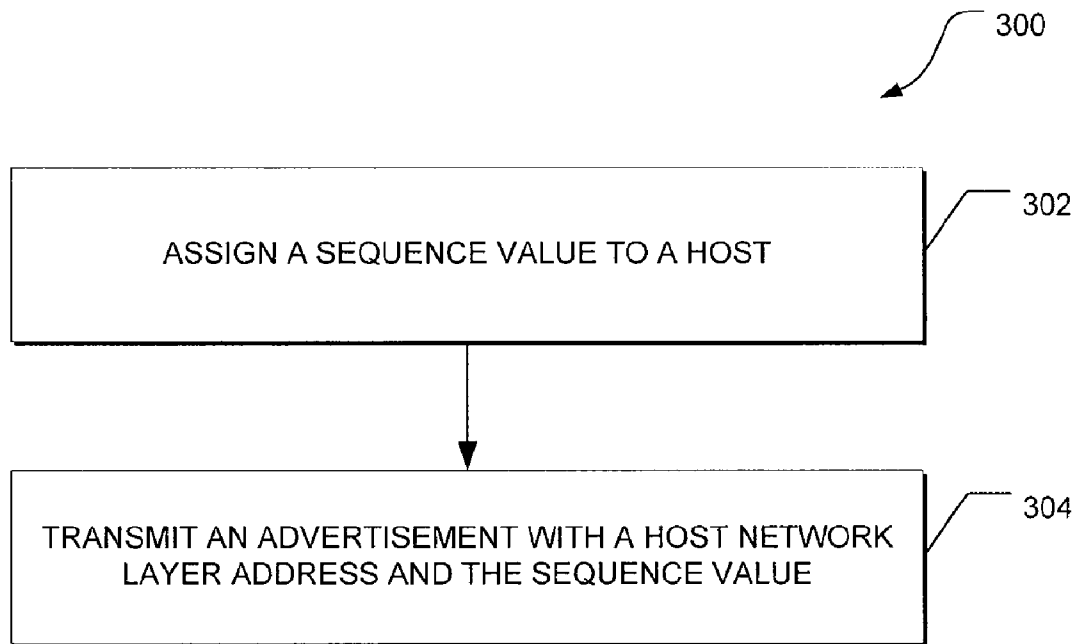 300
302
ASSIGN A SEQUENCE VALUE TO A HOST
304
TRANSMIT AN ADVERTISEMENT WITH A HOST NETWORK
LAYER ADDRESS AND THE SEQUENCE VALUE